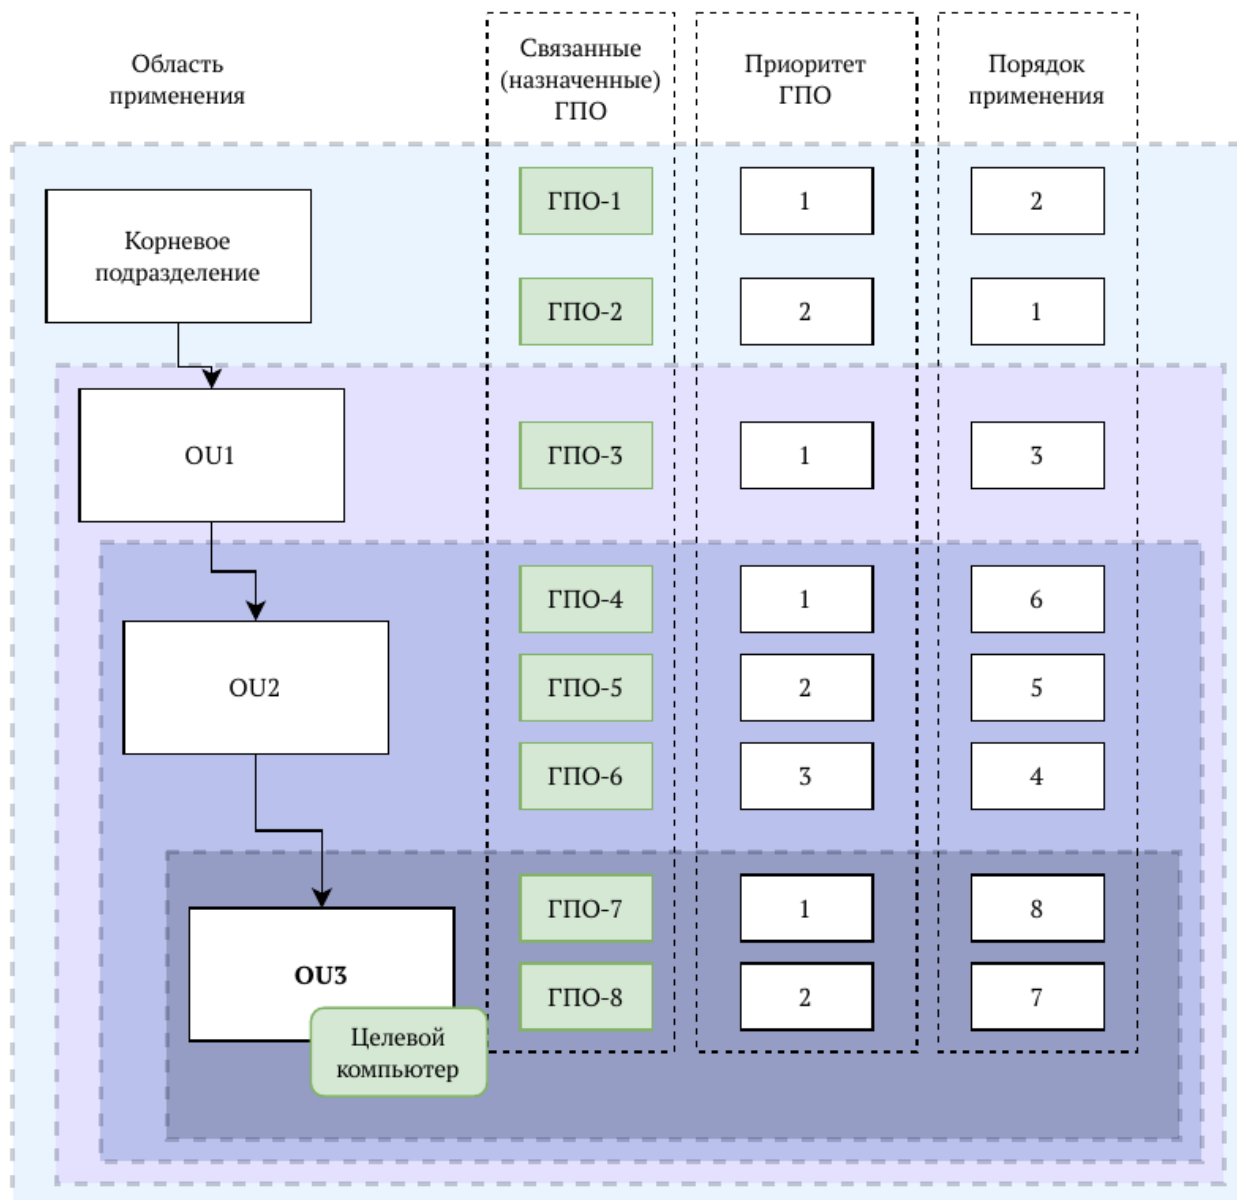 Область
применения
Связанные
(назначенные)
ГПО
Приоритет
ГПО
Порядок
применения
Корневое
подразделение
ГПО-1
1
2
ГПО-2
2
1
OU1
ГПО-3
1
3
OU2
ГПО-4
1
6
ГПО-5
2
5
ГПО-6
3
4
OU3
Целевой
компьютер
ГПО-7
1
8
ГПО-8
2
7